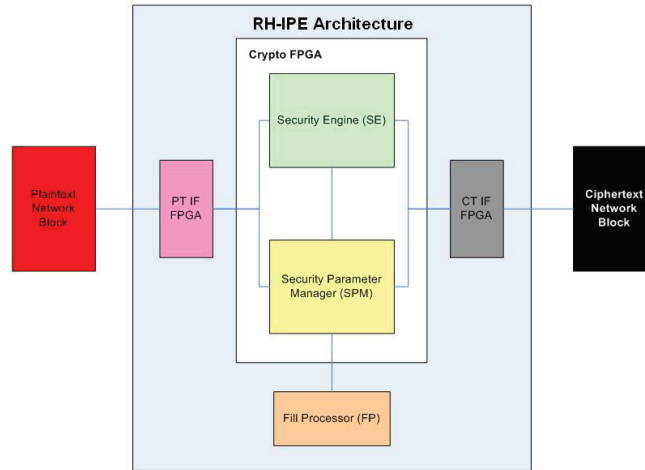 RH-IPE Architecture
Crypto FPGA
Security Engine (SE)
Plaintext
Network
Block
PT IF
FPGA
CT IF
FPGA
Ciphertext
Network
Block
Security Parameter
Manager (SPM)
Fill Processor (FP)